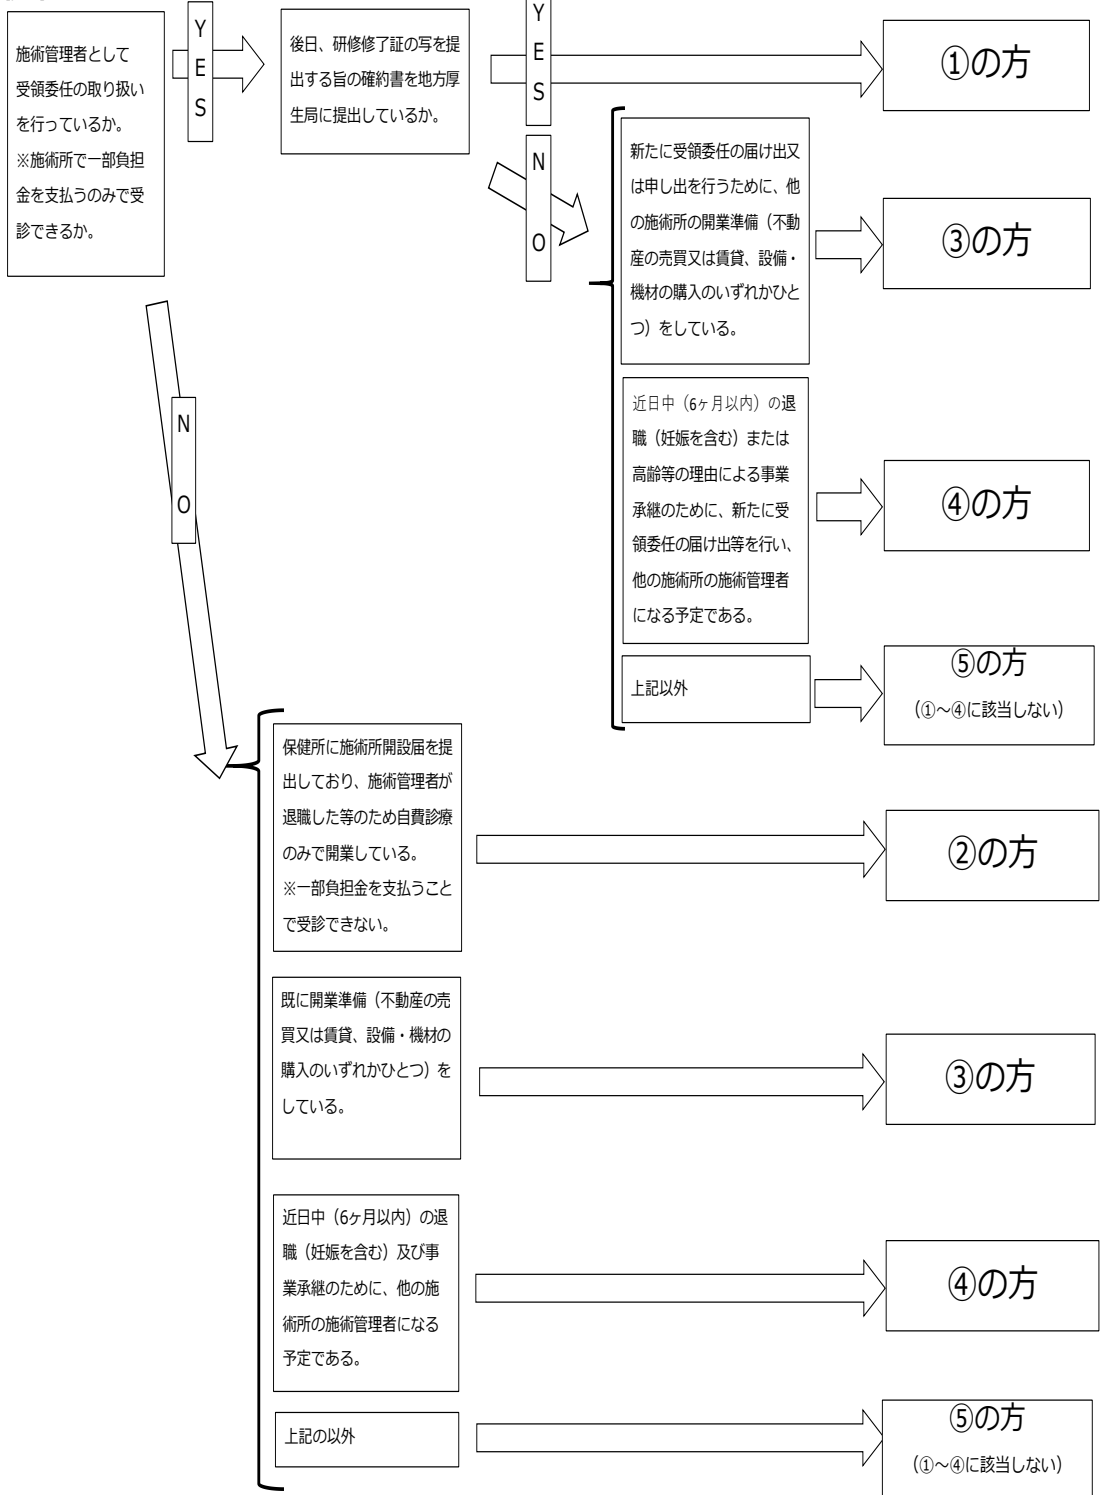 施術管理者として
受領委任の取り扱い
を行っているか。
※施術所で一部負担
金を支払うのみで受
診できるか。
Y
E
S
後日、研修修了証の写を提
出する旨の確約書を地方厚
生局に提出しているか。
Y
E
S
①の方
N
O
新たに受領委任の届け出又
は申し出を行うために、他
の施術所の開業準備（不動
産の売買又は賃貸、設備・
機材の購入のいずれかひと
つ）をしている。
③の方
近日中（6ヶ月以内）の退
職（妊娠を含む）または
高齢等の理由による事業
承継のために、新たに受
領委任の届け出等を行い、
他の施術所の施術管理者
になる予定である。
④の方
上記以外
⑤の方
（①～④に該当しない）
N
O
保健所に施術所開設届を提
出しており、施術管理者が
退職した等のため自費診療
のみで開業している。
※一部負担金を支払うこと
で受診できない。
②の方
既に開業準備（不動産の売
買又は賃貸、設備・機材の
購入のいずれかひとつ）を
している。
③の方
近日中（6ヶ月以内）の退
職（妊娠を含む）及び事
業承継のために、他の施
術所の施術管理者になる
予定である。
④の方
上記の以外
⑤の方
（①～④に該当しない）